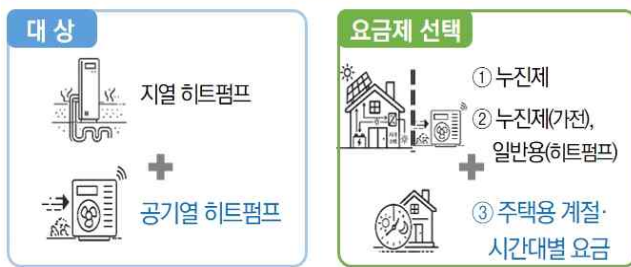 대 상
지열 히트펌프
공기열 히트펌프
요금제 선택
① 누진제
② 누진제(가전),
일반용(히트펌프)
③ 주택용 계절·
시간대별 요금